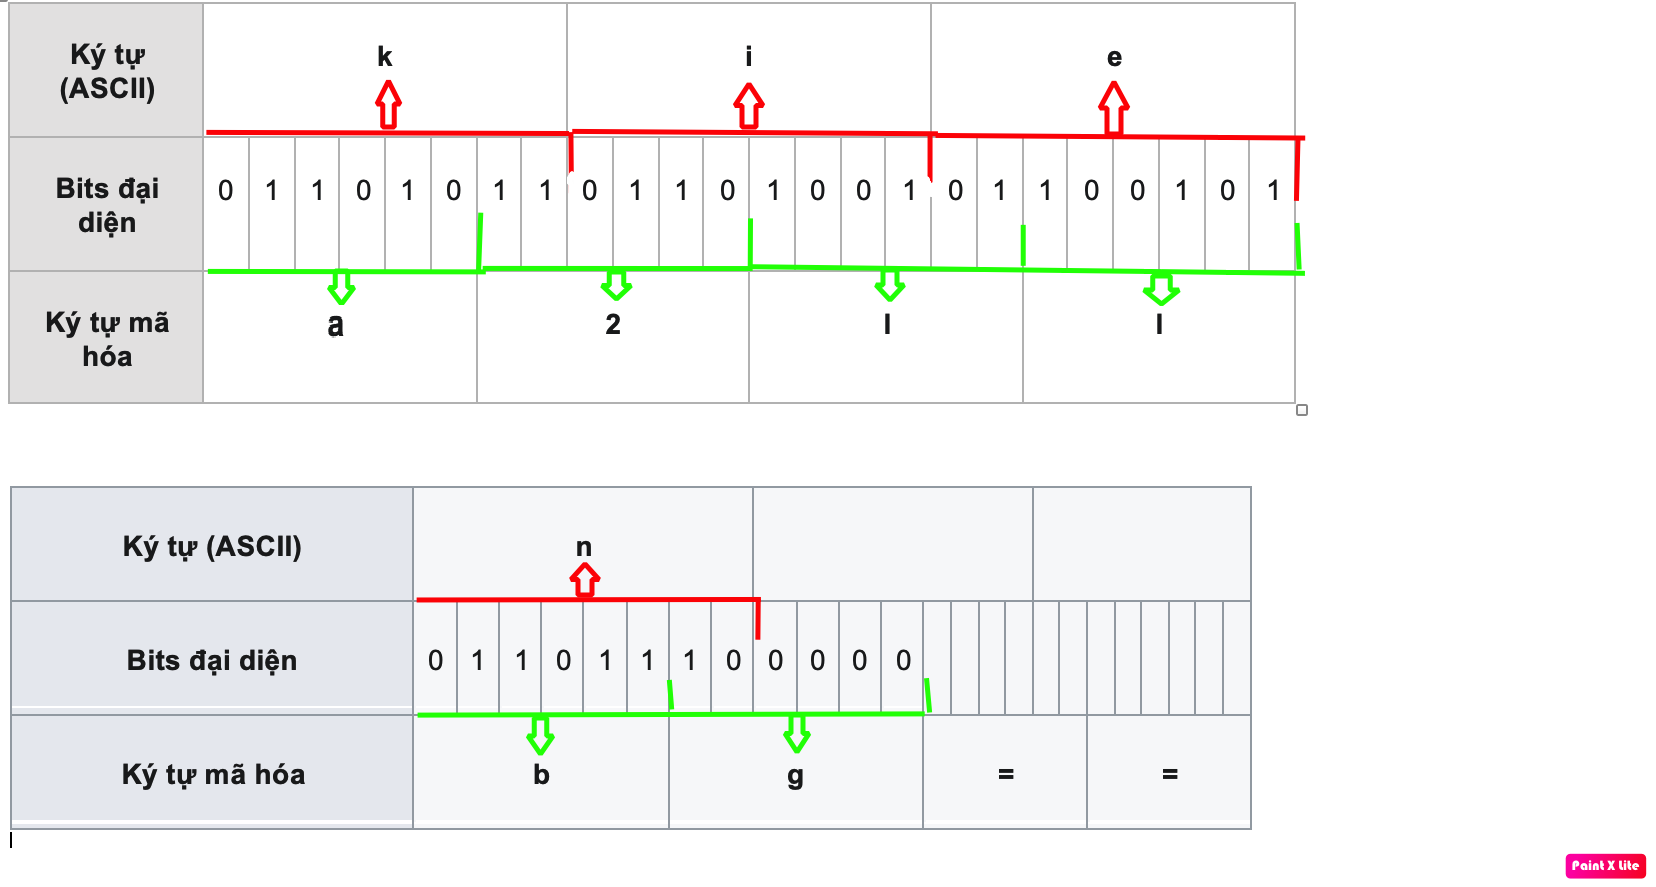 Ký tự (ASCII) k i e
Bits đại diện 0 1 1 0 1 0 1 1 0 1 1 0 1 0 0 1 0 1 1 0 0 1 0 1
Ký tự mã hóa a 2 l l
Ký tự (ASCII) n
Bits đại diện 0 1 1 0 1 1 1 0 0 0 0 0
Ký tự mã hóa b g = =
Paint X Lite